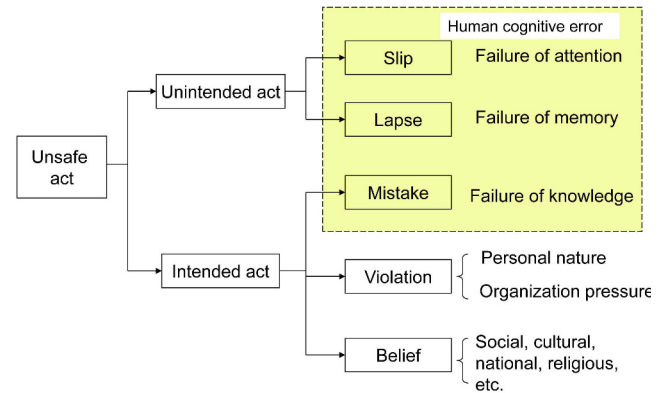 Human cognitive error
Slip
Failure of attention
Unintended act
Lapse
Failure of memory
Unsafe
act
Mistake
Failure of knowledge
Intended act
Violation
Personal nature
Organization pressure
Belief
Social, cultural,
national, religious,
etc.